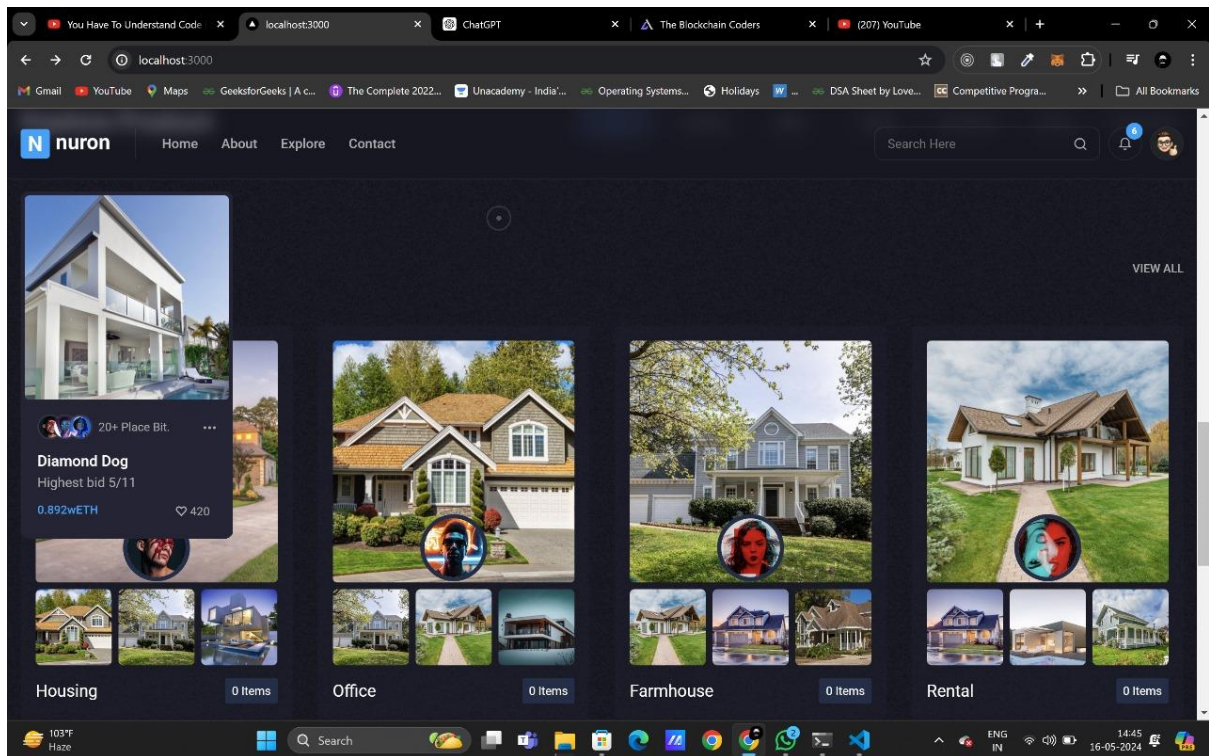 You Have To Understand Code
localhost:3000
ChatGPT
The Blockchain Coders
(207) YouTube
localhost:3000
Gmail
YouTube
Maps
GeeksforGeeks | A c...
The Complete 2022...
Unacademy - India'...
Operating Systems...
Holidays
...
DSA Sheet by Love...
CC
Competitive Progra...
»
All Bookmarks
N nuron
Home
About
Explore
Contact
Search Here
6
VIEW ALL
20+ Place Bit.
...
Diamond Dog
Highest bid 5/11
0.892wETH
420
Housing
0 Items
Office
0 Items
Farmhouse
0 Items
Rental
0 Items
103°F
Haze
Search
2
ENG
IN
14:45
16-05-2024